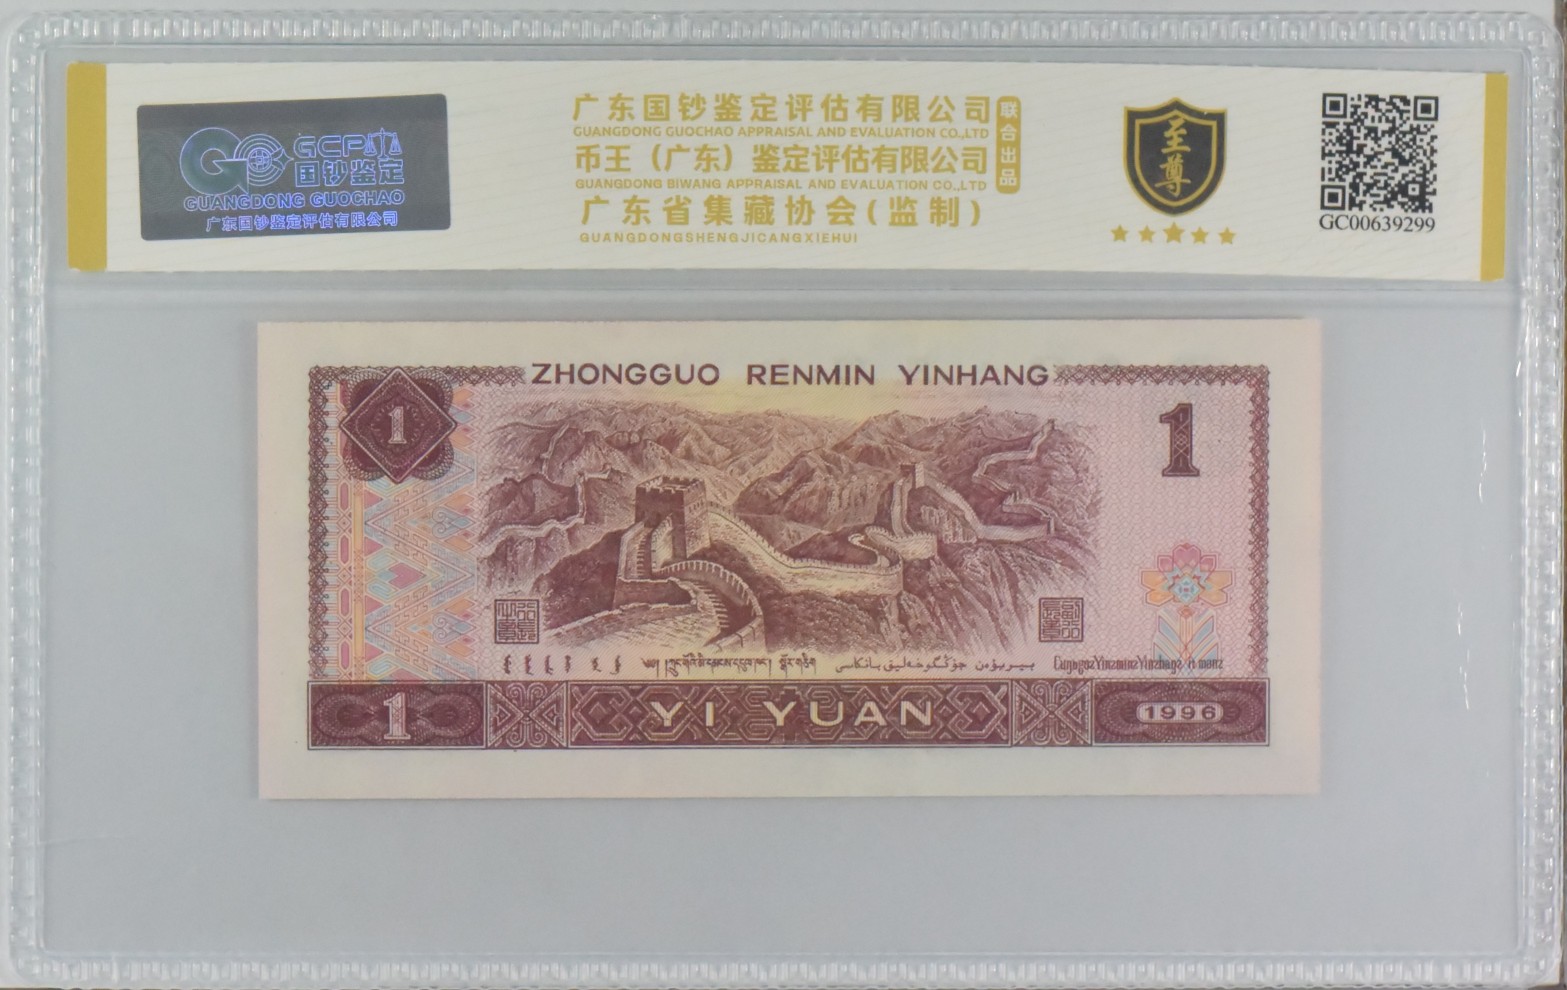 GCP
国钞鉴定
GUANGDONG GUOCHAO
广东国钞鉴定评估有限公司
广东国钞鉴定评估有限公司
GUANGDONG GUOCHAO APPRAISAL AND EVALUATION CO.,LTD
币王（广东）鉴定评估有限公司
GUANGDONG BIWANG APPRAISAL AND EVALUATION CO.,LTD
广东省集藏协会(监制)
GUANGDONGSHENGJICANGXIEHUI
联合出品
至尊
GC00639299
ZHONGGUO RENMIN YINHANG
1
1
1
YI YUAN
1996